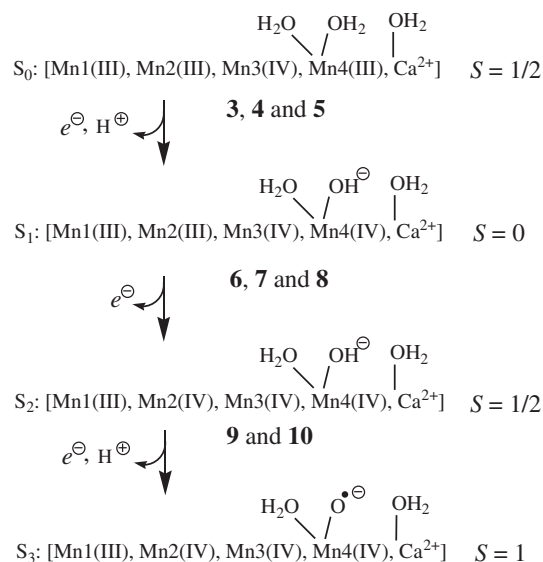 H₂O OH₂ OH₂
S₀: [Mn1(III), Mn2(III), Mn3(IV), Mn4(III), Ca²⁺] S = 1/2
3, 4 and 5
e⊖, H⊕
H₂O OH⊖ OH₂
S₁: [Mn1(III), Mn2(III), Mn3(IV), Mn4(IV), Ca²⁺] S = 0
6, 7 and 8
e⊖
H₂O OH⊖ OH₂
S₂: [Mn1(III), Mn2(IV), Mn3(IV), Mn4(IV), Ca²⁺] S = 1/2
9 and 10
e⊖, H⊕
H₂O O•⊖ OH₂
S₃: [Mn1(III), Mn2(IV), Mn3(IV), Mn4(IV), Ca²⁺] S = 1